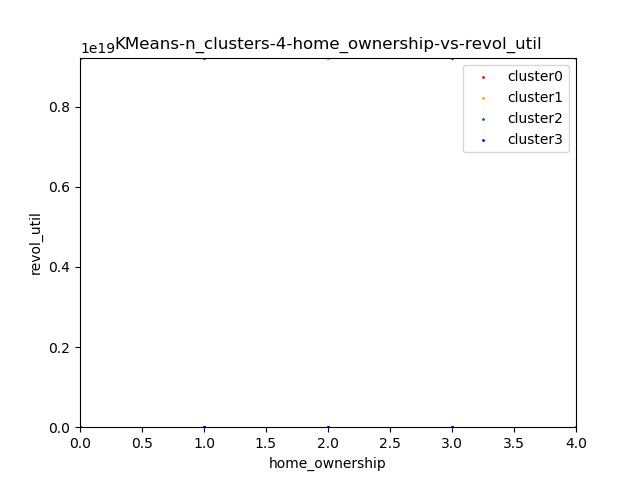 KMeans-n_clusters-4-home_ownership-vs-revol_util
1e19
cluster0
cluster1
cluster2
cluster3
0.8
0.6
0.4
0.2
0.0
revol_util
0.0 0.5 1.0 1.5 2.0 2.5 3.0 3.5 4.0
home_ownership